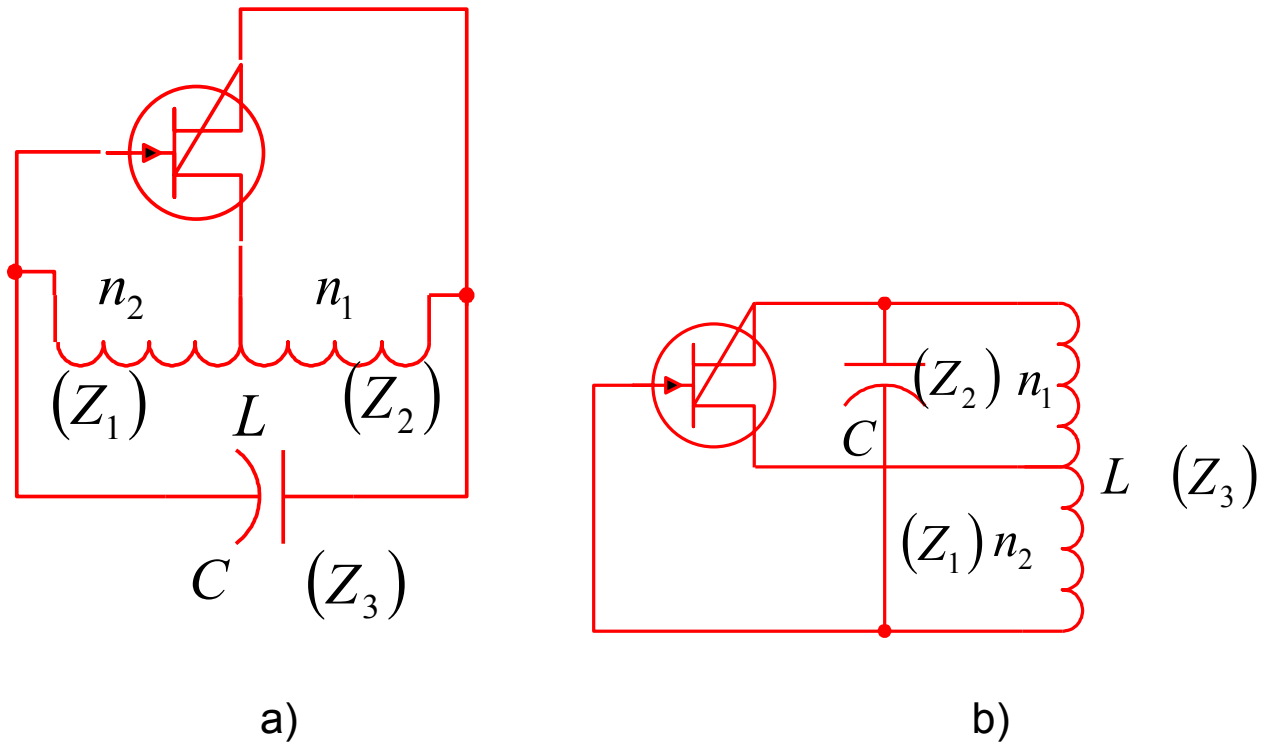 n₂ n₁
(Z₁) L (Z₂)
C (Z₃)
a)
(Z₂) n₁
C
L (Z₃)
(Z₁) n₂
b)